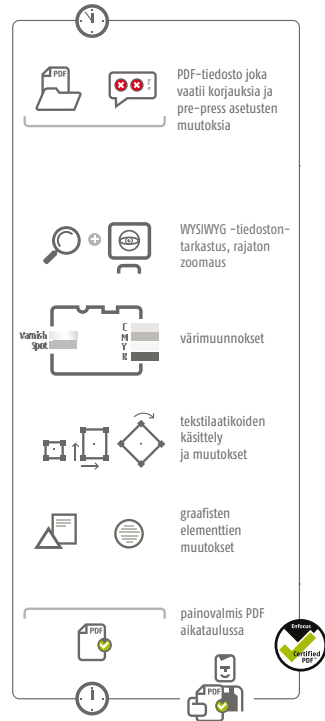 PDF
PDF-tiedosto joka
vaatii korjauksia ja
pre-press asetusten
muutoksia
WYSIWYG -tiedoston-
tarkastus, rajaton
zoomaus
Varnish
Spot
C
M
Y
K
värimuunnokset
tekstilaatikoiden
käsittely
ja muutokset
graafisten
elementtien
muutokset
painovalmis PDF
aikataulussa
PDF
Enfocus
Certified
PDF
PDF